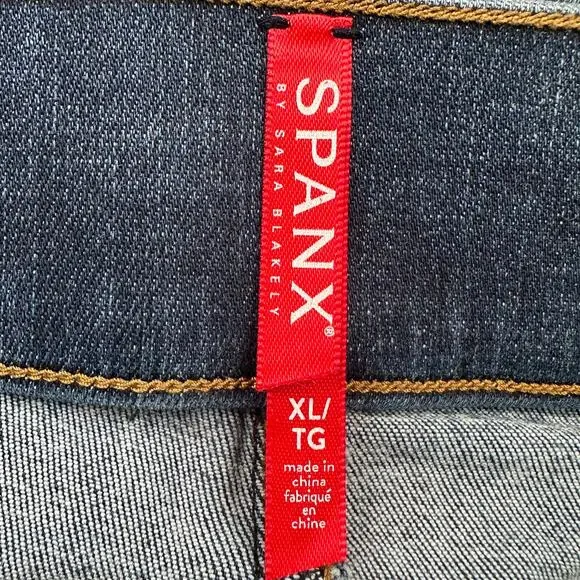 SPANX®
BY SARA BLAKELY
XL/
TG
made in
china
fabriqué
en
chine